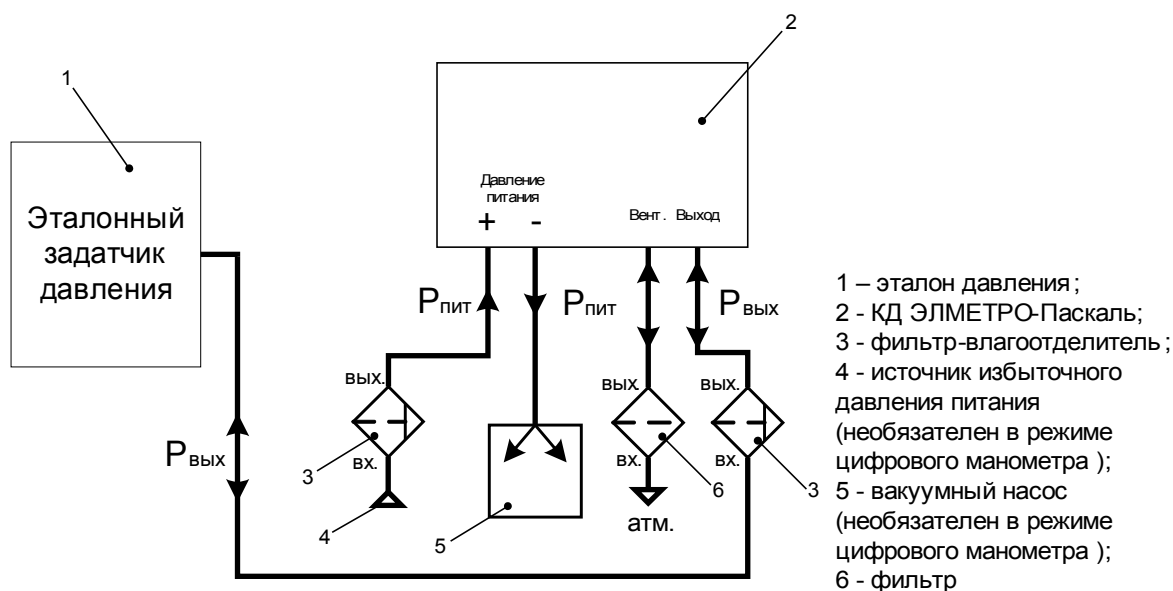 2
1
Давление
питания
+ -
Вент. Выход
Эталонный
задатчик
давления
Pпит
Pпит
Pвых
вых.
вых.
вых.
вх.
вх.
вх.
3
4
5
6
3
атм.
Pвых
1 – эталон давления;
2 - КД ЭЛМЕТРО-Паскаль;
3 - фильтр-влагоотделитель;
4 - источник избыточного
давления питания
(необязателен в режиме
цифрового манометра );
5 - вакуумный насос
(необязателен в режиме
цифрового манометра );
6 - фильтр